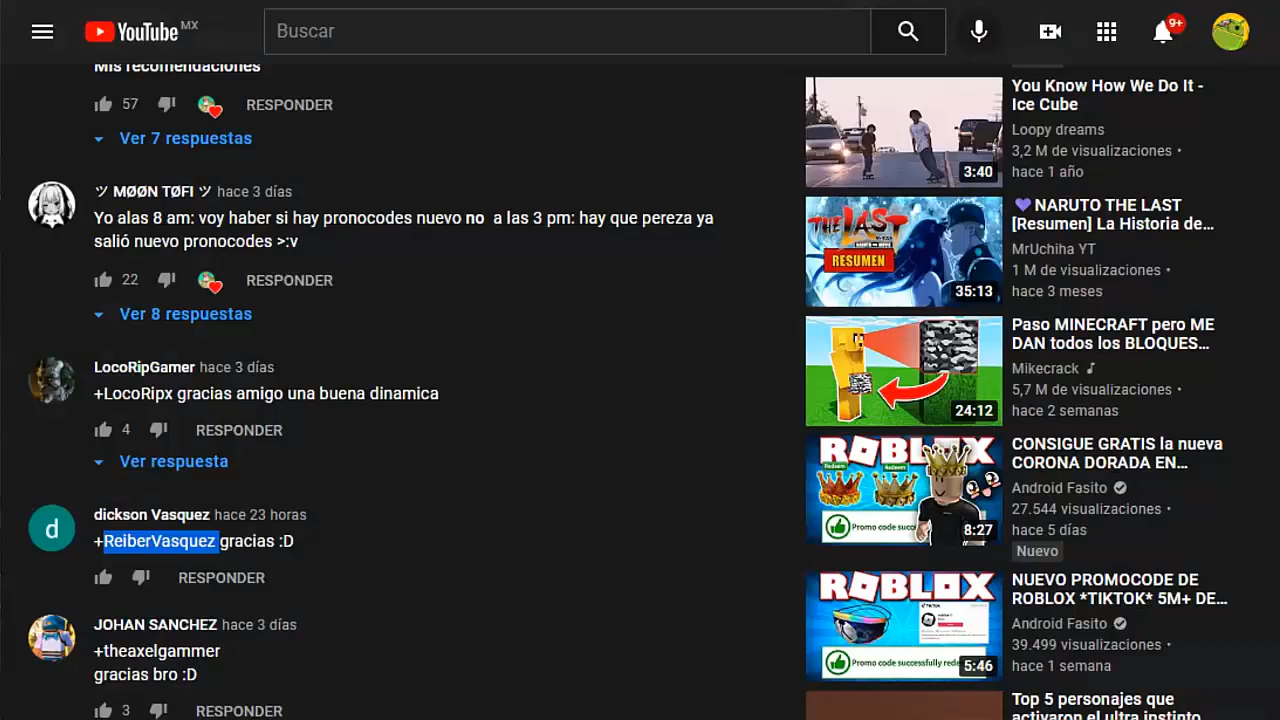 YouTube MX
Buscar
9+
Mis recomendaciones
57
RESPONDER
Ver 7 respuestas
ツ MØØN TØFI ツ hace 3 días
Yo alas 8 am: voy haber si hay pronocodes nuevo no a las 3 pm: hay que pereza ya
salió nuevo pronocodes >:v
22
RESPONDER
Ver 8 respuestas
LocoRipGamer hace 3 días
+LocoRipx gracias amigo una buena dinamica
4
RESPONDER
Ver respuesta
d
dickson Vasquez hace 23 horas
+ReiberVasquez gracias :D
RESPONDER
JOHAN SANCHEZ hace 3 días
+theaxelgammer
gracias bro :D
3
RESPONDER
3:40
You Know How We Do It -
Ice Cube
Loopy dreams
3,2 M de visualizaciones •
hace 1 año
THE LAST
RESUMEN
35:13
💜NARUTO THE LAST
[Resumen] La Historia de...
MrUchiha YT
1 M de visualizaciones •
hace 3 meses
24:12
Paso MINECRAFT pero ME
DAN todos los BLOQUES...
Mikecrack ♪
5,7 M de visualizaciones •
hace 2 semanas
ROBLOX
Redeem
Redeem
Promo code succ
8:27
CONSIGUE GRATIS la nueva
CORONA DORADA EN...
Android Fasito
27.544 visualizaciones •
hace 5 días
Nuevo
ROBLOX
TikTok
Promo code successfully rede
5:46
NUEVO PROMOCODE DE
ROBLOX *TIKTOK* 5M+ DE...
Android Fasito
39.499 visualizaciones •
hace 1 semana
Top 5 personajes que
activaron el ultra instinto